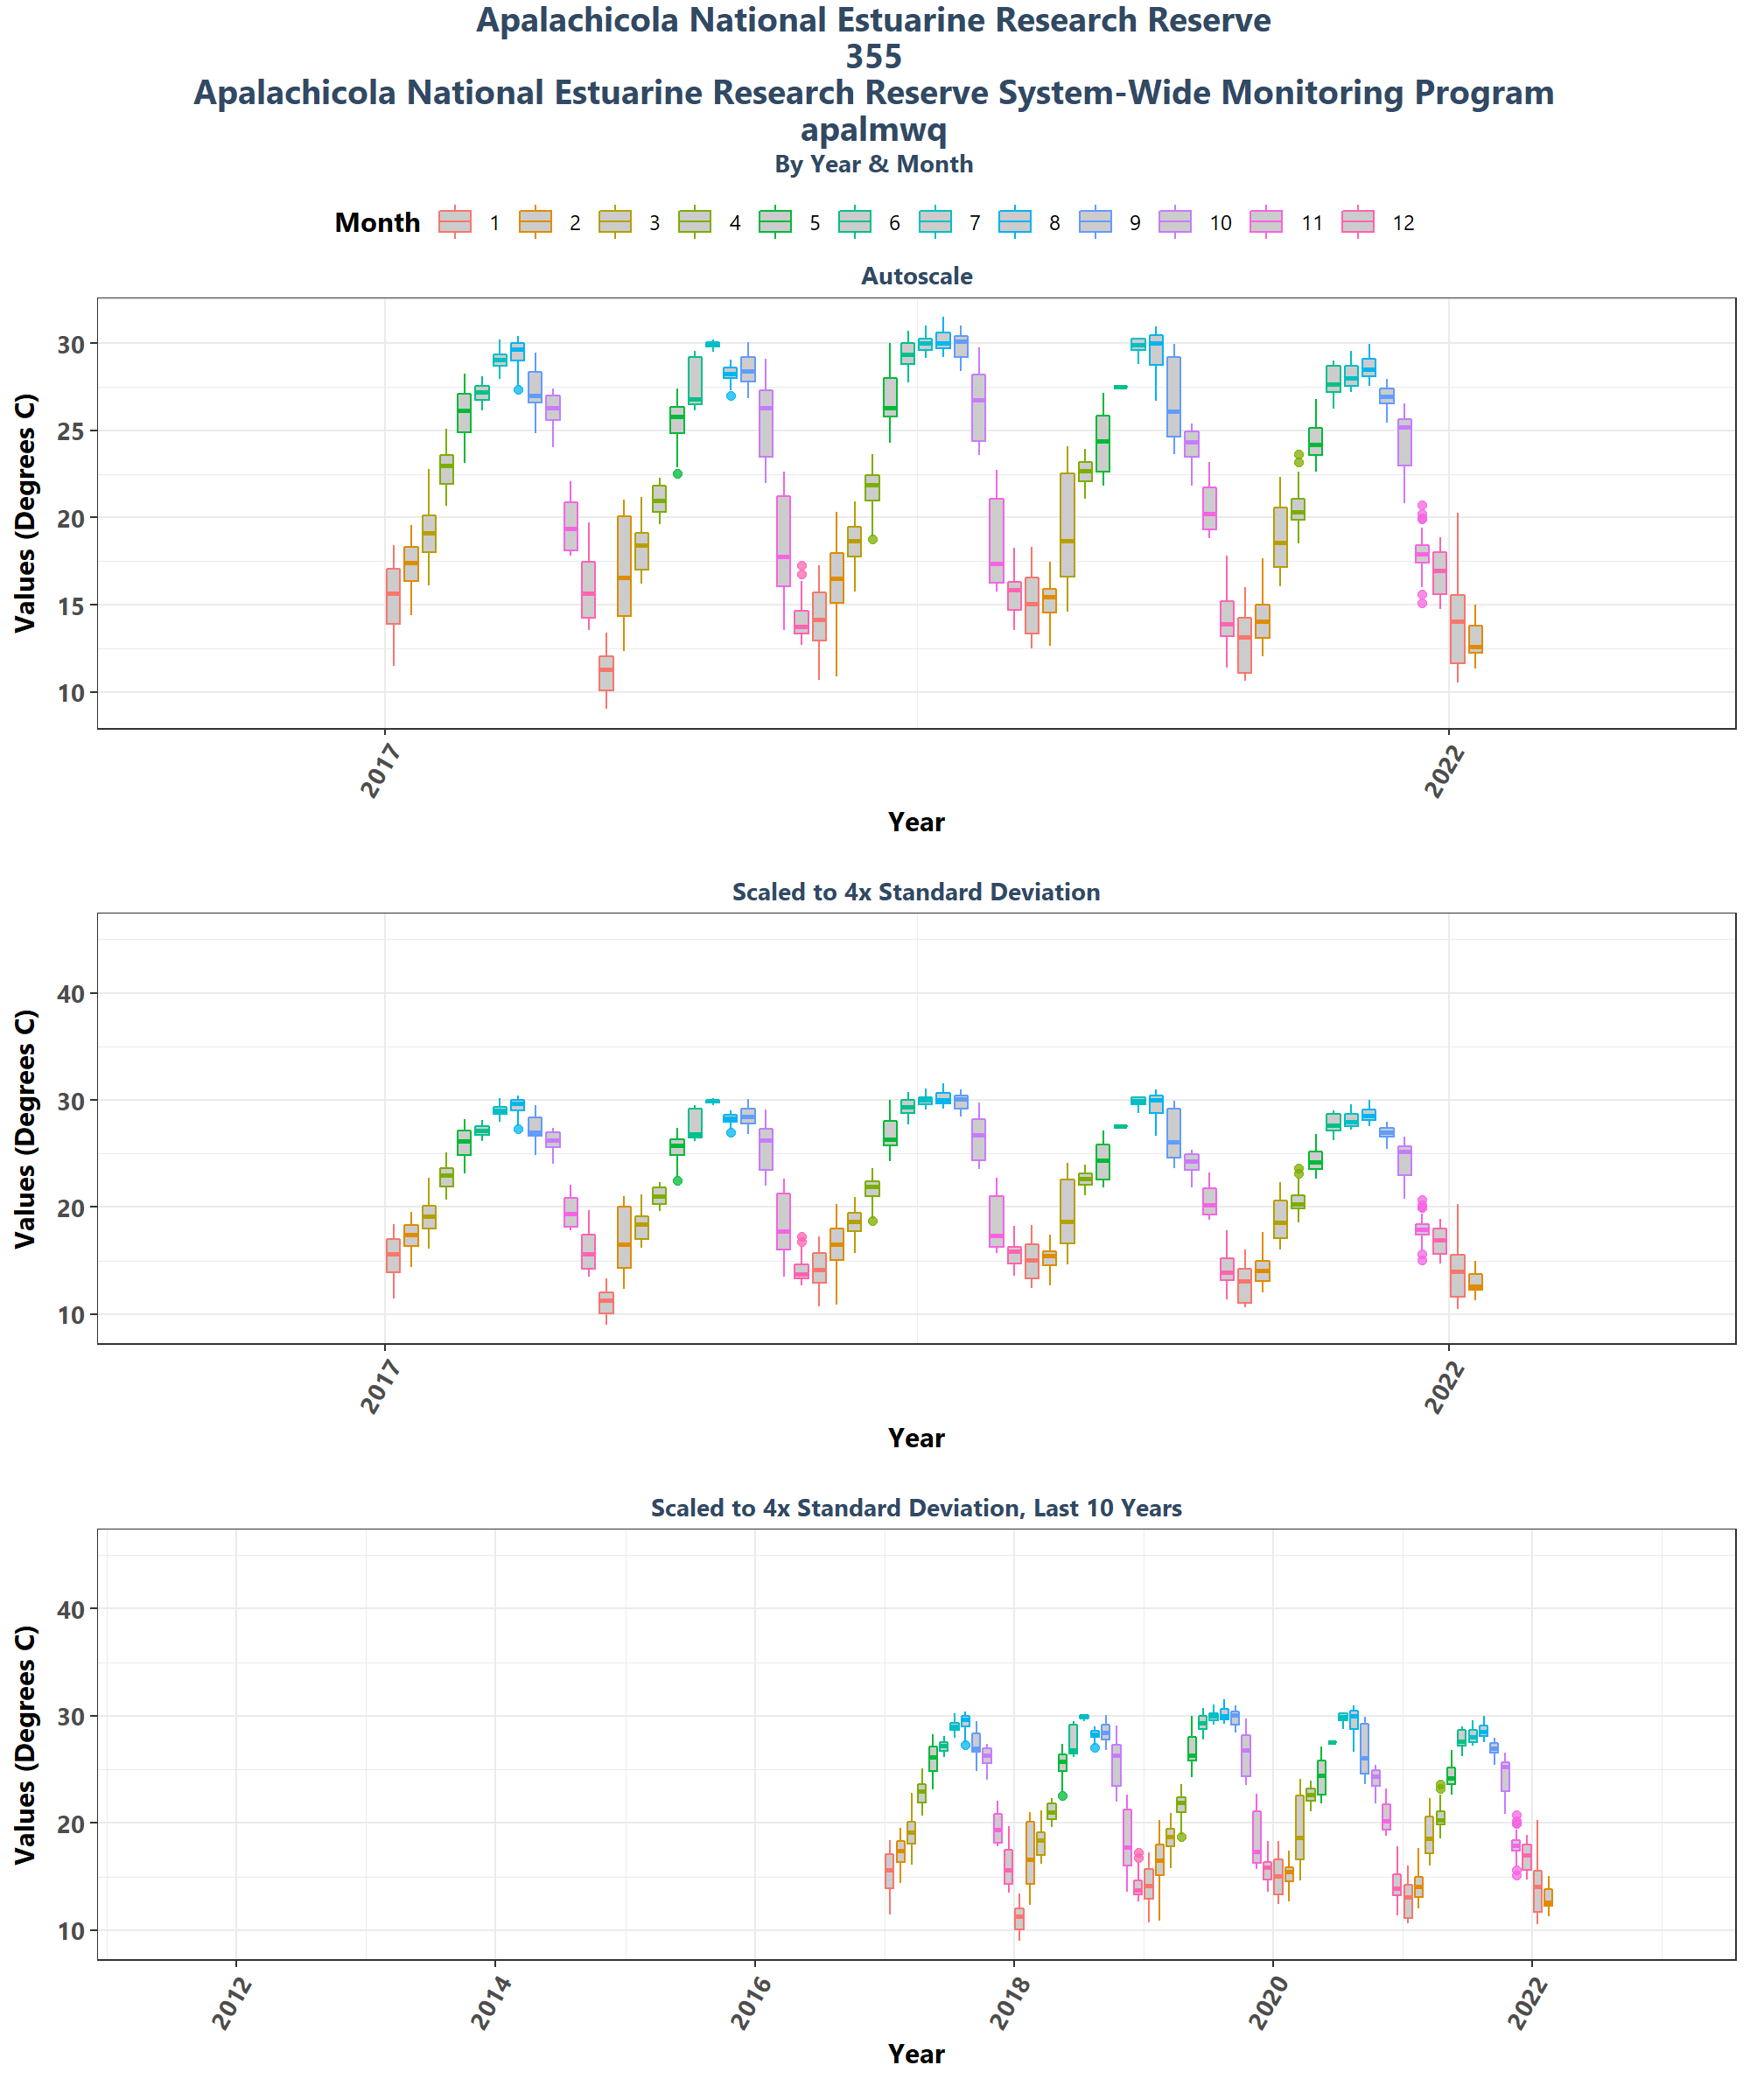 Apalachicola National Estuarine Research Reserve
355
Apalachicola National Estuarine Research Reserve System-Wide Monitoring Program
apalmwq
By Year & Month
Month 1 2 3 4 5 6 7 8 9 10 11 12
Autoscale
Values (Degrees C)
30
25
20
15
10
2017 2022
Year
Scaled to 4x Standard Deviation
Values (Degrees C)
40
30
20
10
2017 2022
Year
Scaled to 4x Standard Deviation, Last 10 Years
Values (Degrees C)
40
30
20
10
2012 2014 2016 2018 2020 2022
Year